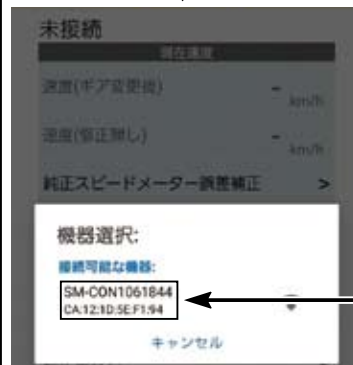 未接続
現在速度
速度(ギア変更後)
-
km/h
速度(修正無し)
-
km/h
純正スピードメーター誤差補正 >
機器選択:
接続可能な機器:
SM-CON1061844
CA:12:1D:5E:F1:94
キャンセル